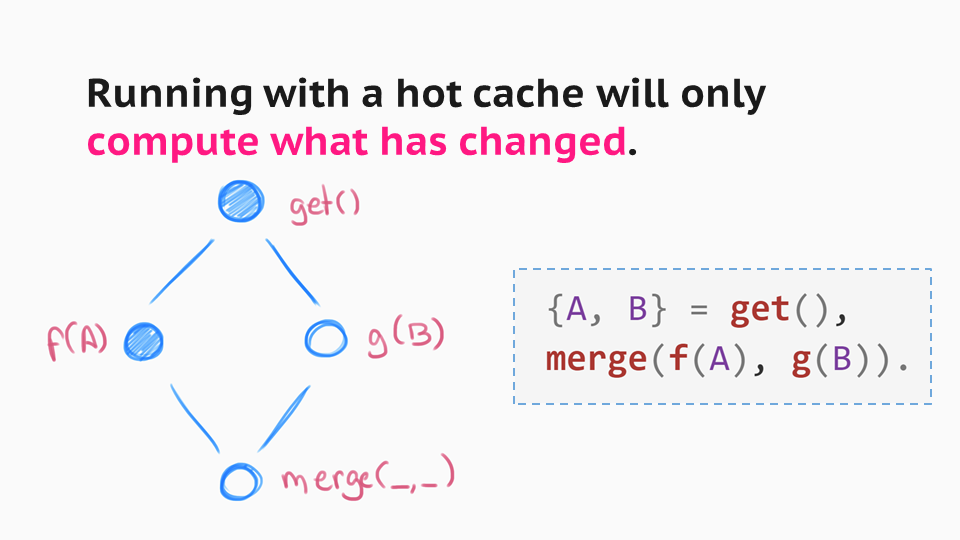 Running with a hot cache will only
compute what has changed.
get()
f(A)
g(B)
merge(_,_)
{A, B} = get(),
merge(f(A), g(B)).